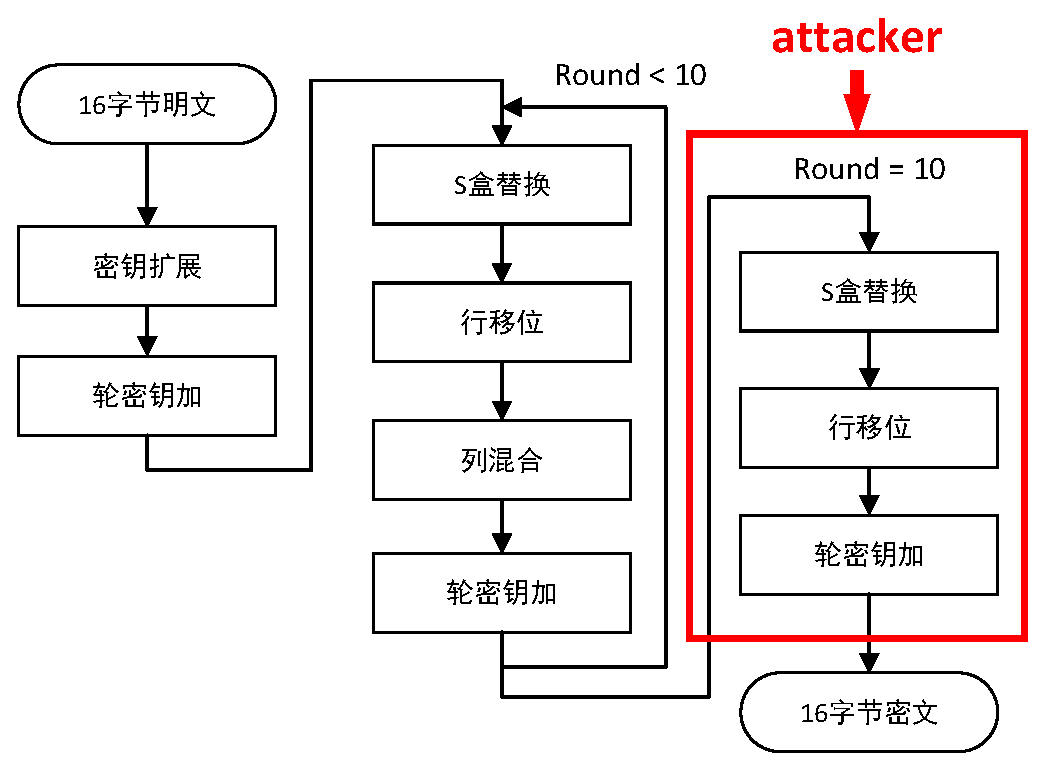 16字节明文
密钥扩展
轮密钥加
Round < 10
S盒替换
行移位
列混合
轮密钥加
attacker
Round = 10
S盒替换
行移位
轮密钥加
16字节密文